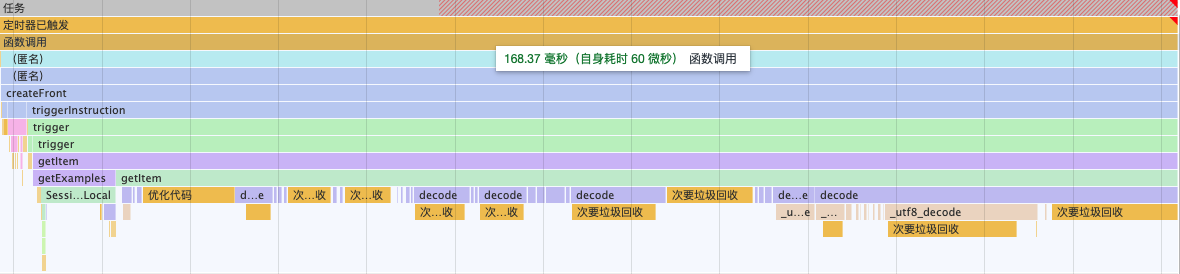 任务
定时器已触发
函数调用
(匿名)
168.37 毫秒（自身耗时 60 微秒） 函数调用
(匿名)
createFront
triggerInstruction
trigger
trigger
getItem
getExamples getItem
Sessi...Local 优化代码 d...e 次...收 次...收 decode decode decode 次要垃圾回收 de...e decode
次...收 次...收 次要垃圾回收 _u...e _... _utf8_decode 次要垃圾回收
次要垃圾回收